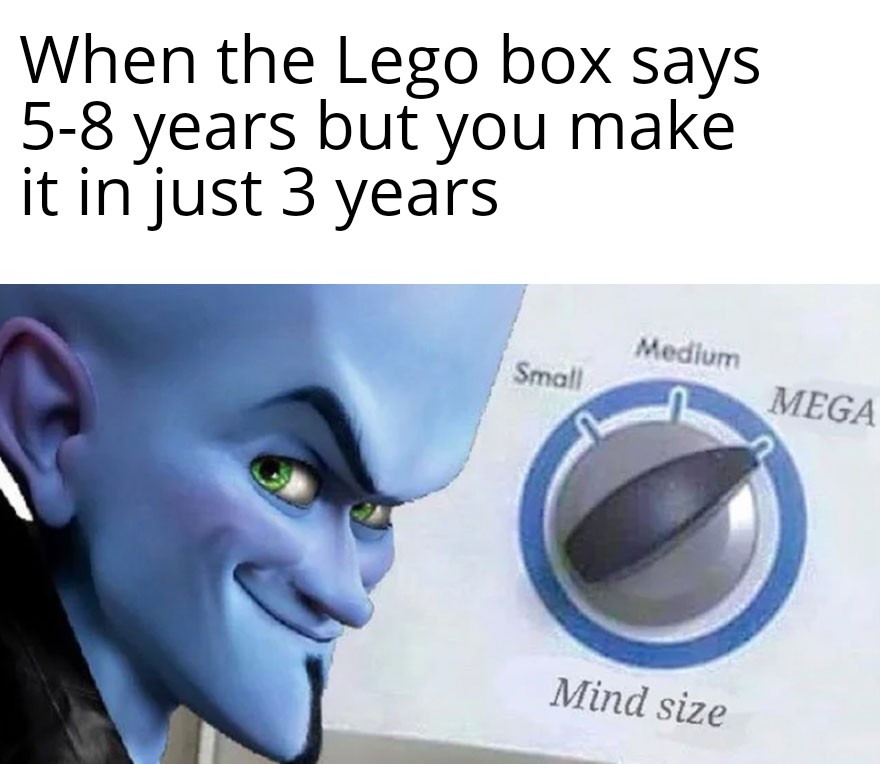 When the Lego box says
5-8 years but you make
it in just 3 years
Small
Medium
MEGA
Mind size